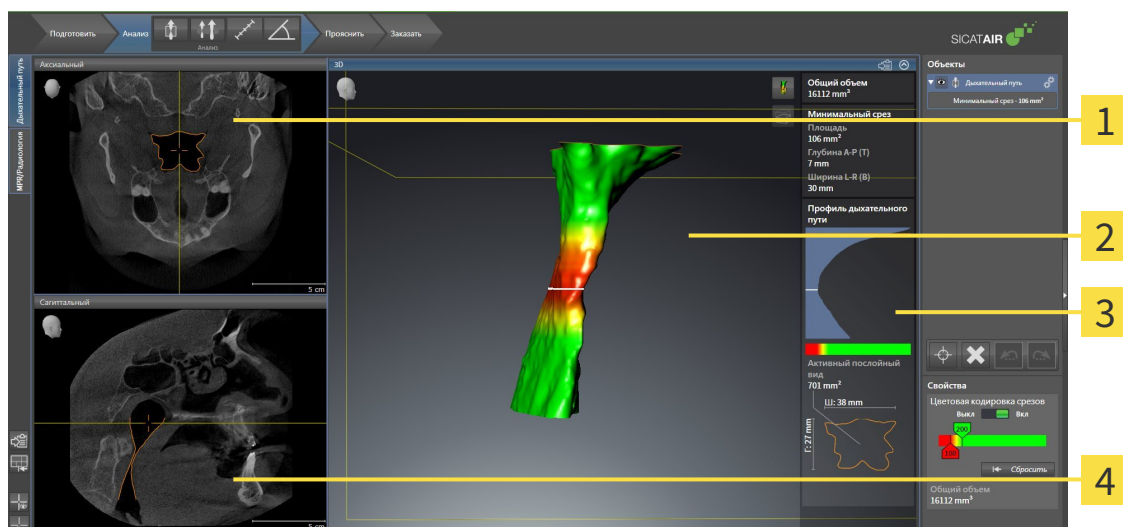 Подготовить
Анализ
Анализ
Прояснить
Заказать
SICATAIR
Дыхательный путь
MPR/Радиология
Аксиальный
5 cm
Сагиттальный
5 cm
3D
Общий объем
16112 mm³
Минимальный срез
Площадь
106 mm²
Глубина A-P (Т)
7 mm
Ширина L-R (В)
30 mm
Профиль дыхательного
пути
Активный послойный
вид
701 mm²
Ш: 38 mm
Г: 27 mm
Объекты
Дыхательный путь
Минимальный срез - 106 mm²
Свойства
Цветовая кодировка срезов
Выкл Вкл
200
100
Сбросить
Общий объем
16112 mm³
1
2
3
4